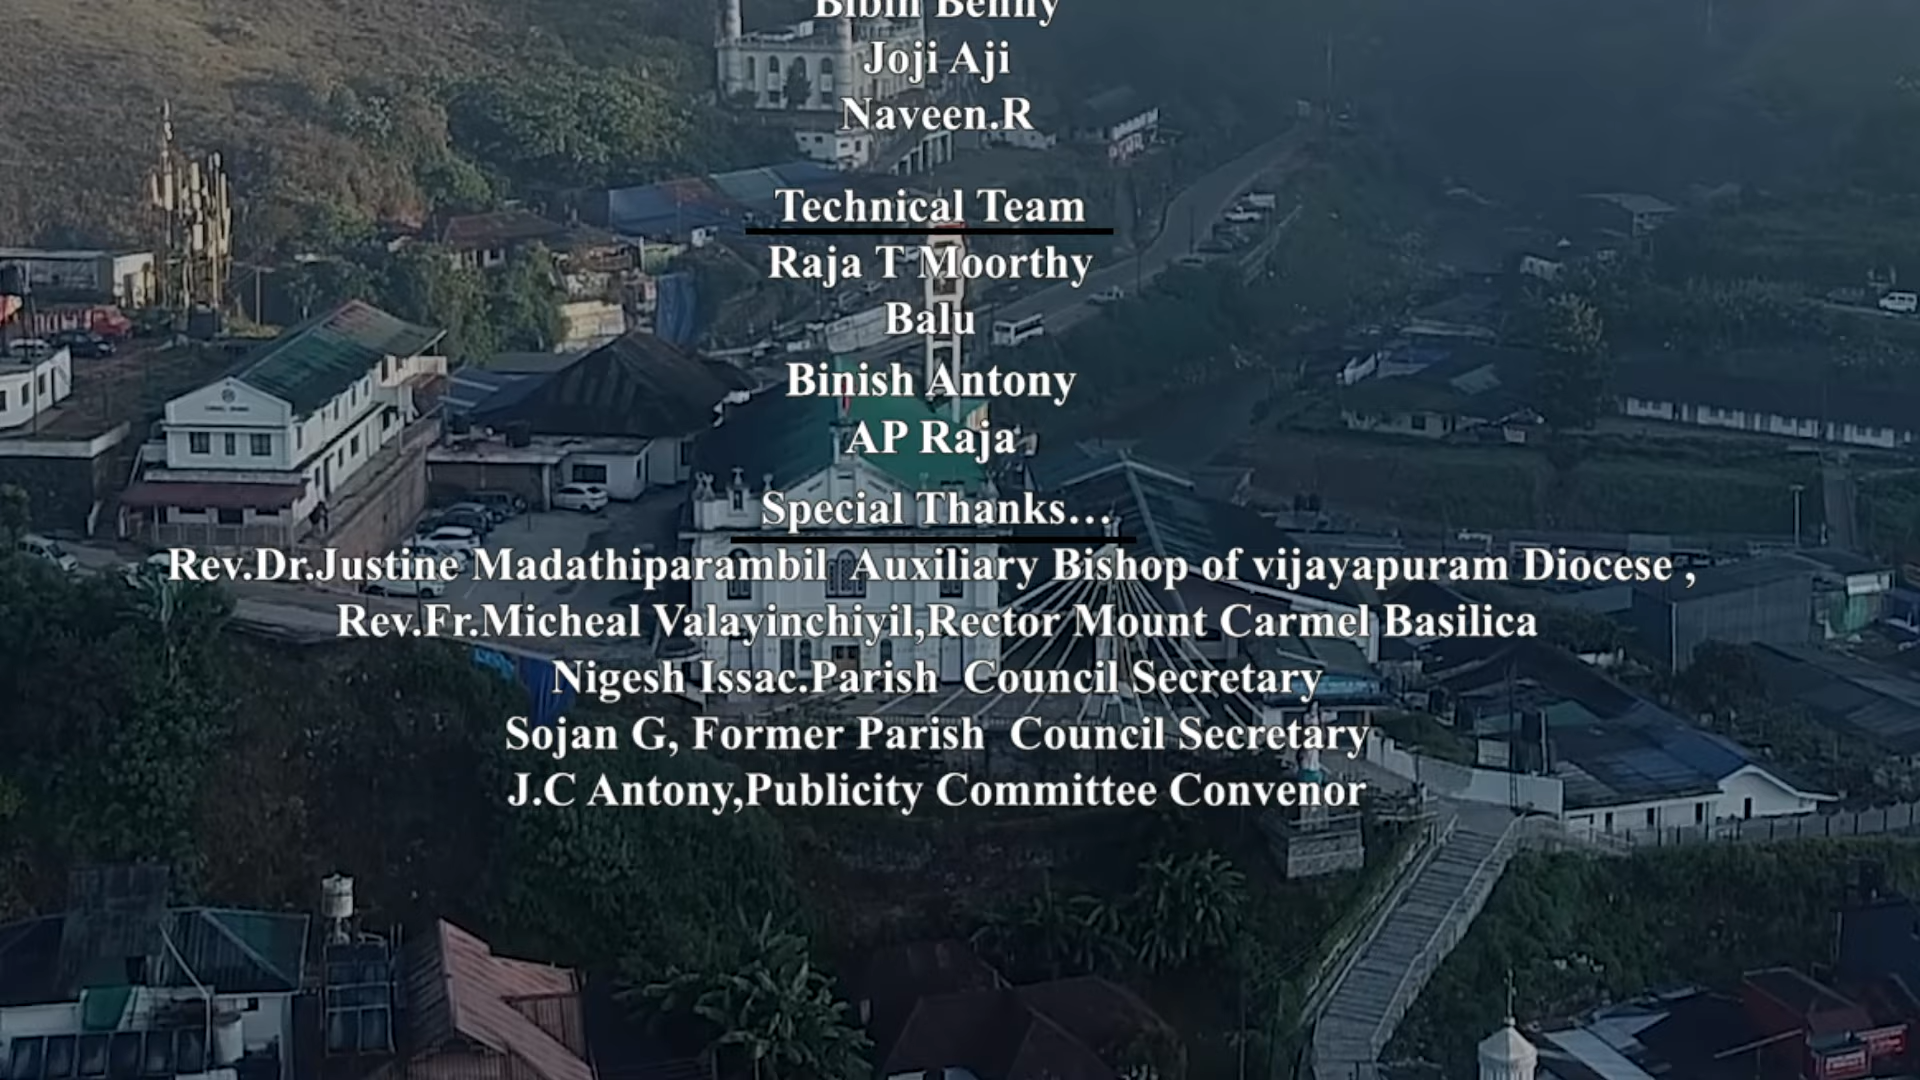 Bibin Benny
Joji Aji
Naveen.R
Technical Team
Raja T Moorthy
Balu
Binish Antony
AP Raja
Special Thanks...
Rev.Dr.Justine Madathiparambil Auxiliary Bishop of vijayapuram Diocese ,
Rev.Fr.Micheal Valayinchiyil,Rector Mount Carmel Basilica
Nigesh Issac.Parish Council Secretary
Sojan G, Former Parish Council Secretary
J.C Antony,Publicity Committee Convenor